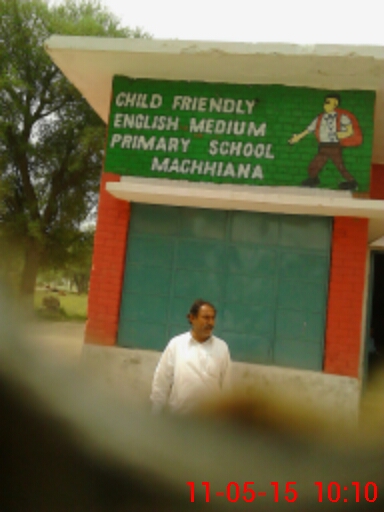 CHILD FRIENDLY
ENGLISH MEDIUM
PRIMARY SCHOOL
MACHHIANA
11-05-15 10:10